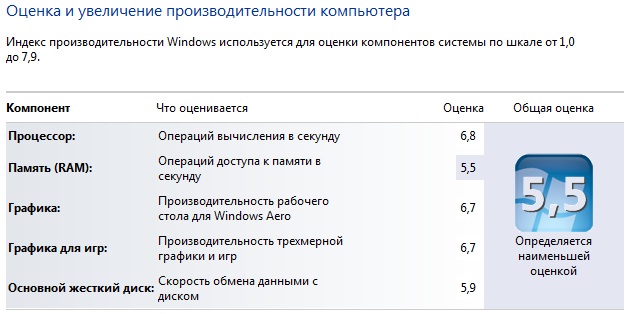 Оценка и увеличение производительности компьютера
Индекс производительности Windows используется для оценки компонентов системы по шкале от 1,0
до 7,9.
Компонент Что оценивается Оценка Общая оценка
Процессор: Операций вычисления в секунду 6,8
Память (RAM): Операций доступа к памяти в
секунду 5,5
Графика: Производительность рабочего
стола для Windows Aero 6,7
Графика для игр: Производительность трехмерной
графики и игр 6,7
Основной жесткий диск: Скорость обмена данными с
диском 5,9
5,5
Определяется
наименьшей
оценкой